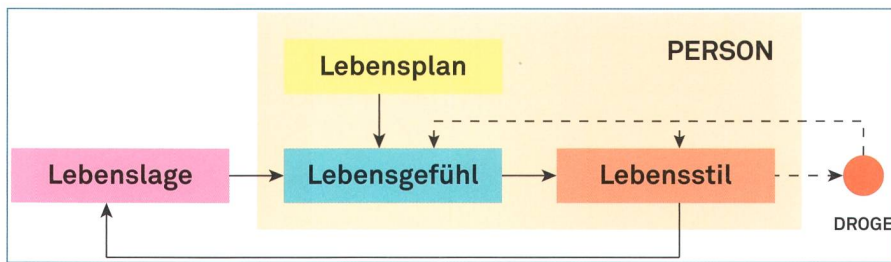 PERSON
Lebensplan
Lebenslage
Lebensgefühl
Lebensstil
DROGE